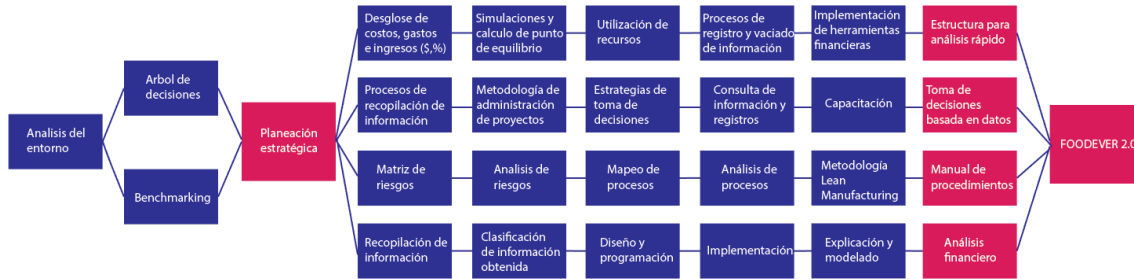 Analisis del
entorno
Arbol de
decisiones
Benchmarking
Planeación
estratégica
Desglose de
costos, gastos
e ingresos ($,%)
Simulaciones y
calculo de punto
de equilibrio
Utilización de
recursos
Procesos de
registro y vaciado
de información
Implementación
de herramientas
financieras
Estructura para
análisis rápido
Procesos de
recopilación de
información
Metodología de
administración
de proyectos
Estrategias de
toma de
decisiones
Consulta de
información y
registros
Capacitación
Toma de
decisiones
basada en datos
Matriz de
riesgos
Analisis de
riesgos
Mapeo de
procesos
Análisis de
procesos
Metodología
Lean
Manufacturing
Manual de
procedimientos
Recopilación de
información
Clasificación
de información
obtenida
Diseño y
programación
Implementación
Explicación y
modelado
Análisis
financiero
FOODEVER 2.0